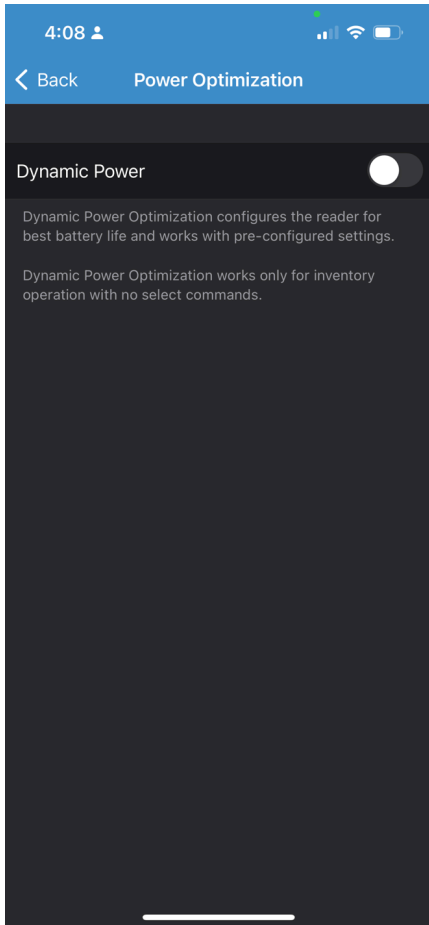 4:08
Back Power Optimization
Dynamic Power
Dynamic Power Optimization configures the reader for
best battery life and works with pre-configured settings.
Dynamic Power Optimization works only for inventory
operation with no select commands.